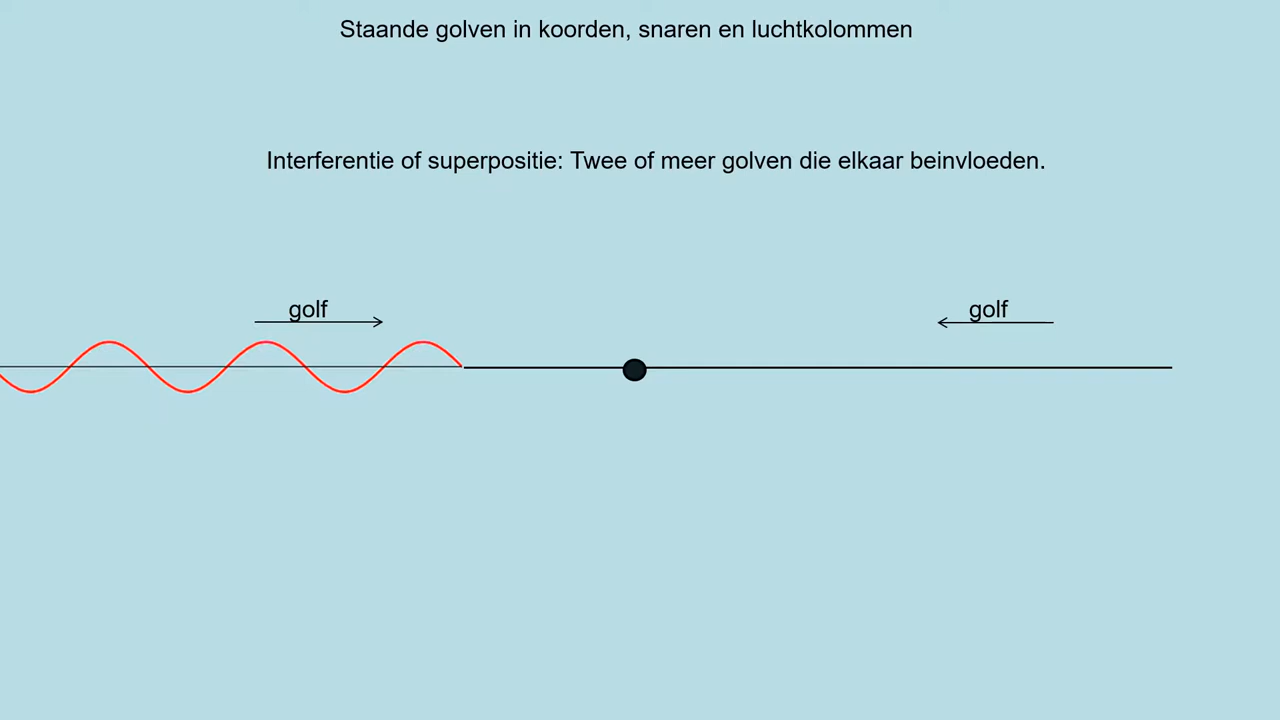 Staande golven in koorden, snaren en luchtkolommen
Interferentie of superpositie: Twee of meer golven die elkaar beinvloeden.
golf
golf